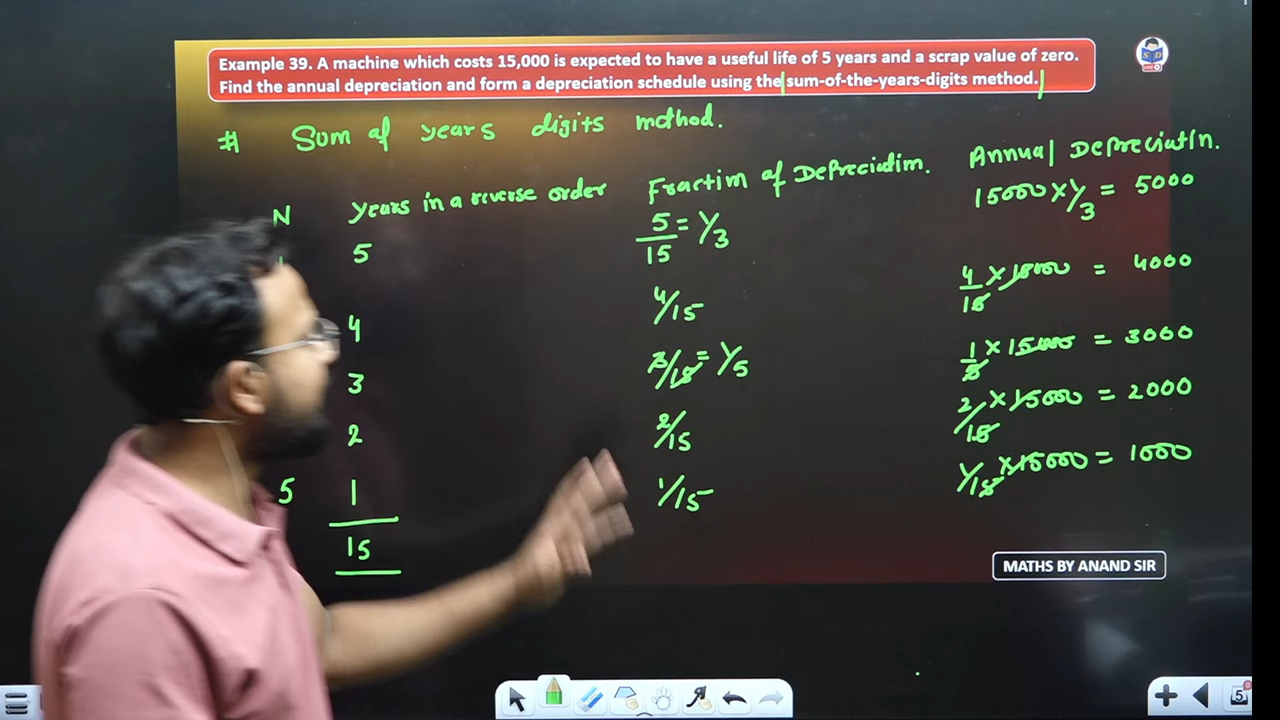 Example 39. A machine which costs 15,000 is expected to have a useful life of 5 years and a scrap value of zero.
Find the annual depreciation and form a depreciation schedule using the sum-of-the-years-digits method.
# Sum of years digits method.
N years in a reverse order Fraction of Depreciation. Annual Depreciation.
5 5/15 = 1/3 15000 x 1/3 = 5000
4 4/15 4/15 x 15000 = 4000
3 3/15 = 1/5 1/5 x 15000 = 3000
2 2/15 2/15 x 15000 = 2000
5 1 1/15 1/15 x 15000 = 1000
15
MATHS BY ANAND SIR
5